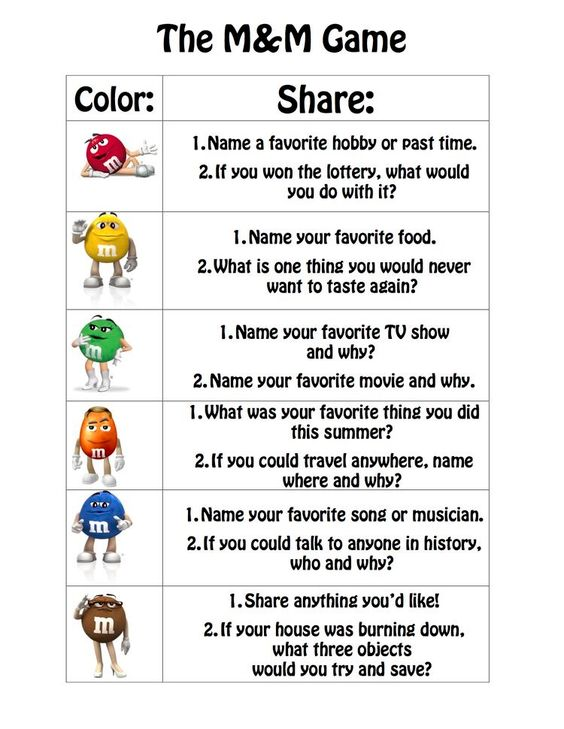 The M&M Game
Color:
Share:
m
1. Name a favorite hobby or past time.
2. If you won the lottery, what would
you do with it?
m
1. Name your favorite food.
2. What is one thing you would never
want to taste again?
m
1. Name your favorite TV show
and why?
2. Name your favorite movie and why.
m
1. What was your favorite thing you did
this summer?
2. If you could travel anywhere, name
where and why?
m
1. Name your favorite song or musician.
2. If you could talk to anyone in history,
who and why?
m
1. Share anything you'd like!
2. If your house was burning down,
what three objects
would you try and save?